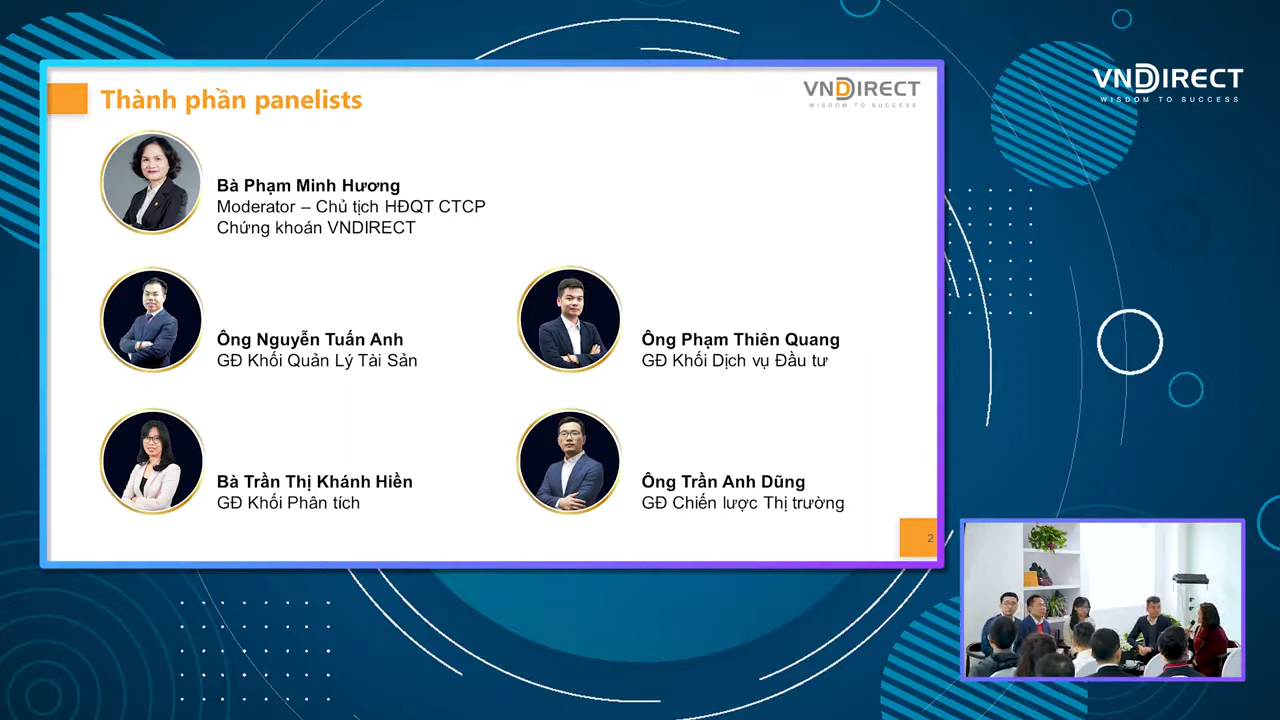 Thành phần panelists
VNDIRECT
WISDOM TO SUCCESS
VNDIRECT
WISDOM TO SUCCESS
Bà Phạm Minh Hương
Moderator – Chủ tịch HĐQT CTCP
Chứng khoán VNDIRECT
Ông Nguyễn Tuấn Anh
GĐ Khối Quản Lý Tài Sản
Ông Phạm Thiên Quang
GĐ Khối Dịch vụ Đầu tư
Bà Trần Thị Khánh Hiền
GĐ Khối Phân tích
Ông Trần Anh Dũng
GĐ Chiến lược Thị trường
2